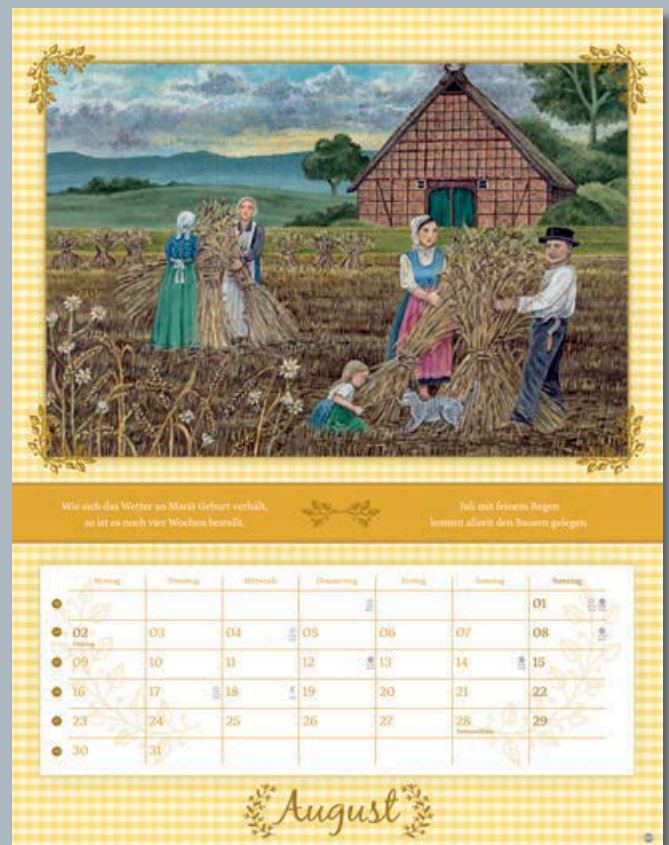 Wie sich das Wetter an Mariä Geburt verhält,
so ist es noch vier Wochen bestellt.
Juli mit feinem Regen
kommt allzeit den Bauern gelegen.
Montag Dienstag Mittwoch Donnerstag Freitag Samstag Sonntag
01
02 03 04 05 06 07 08
09 10 11 12 13 14 15
16 17 18 19 20 21 22
23 24 25 26 27 28 29
30 31
August